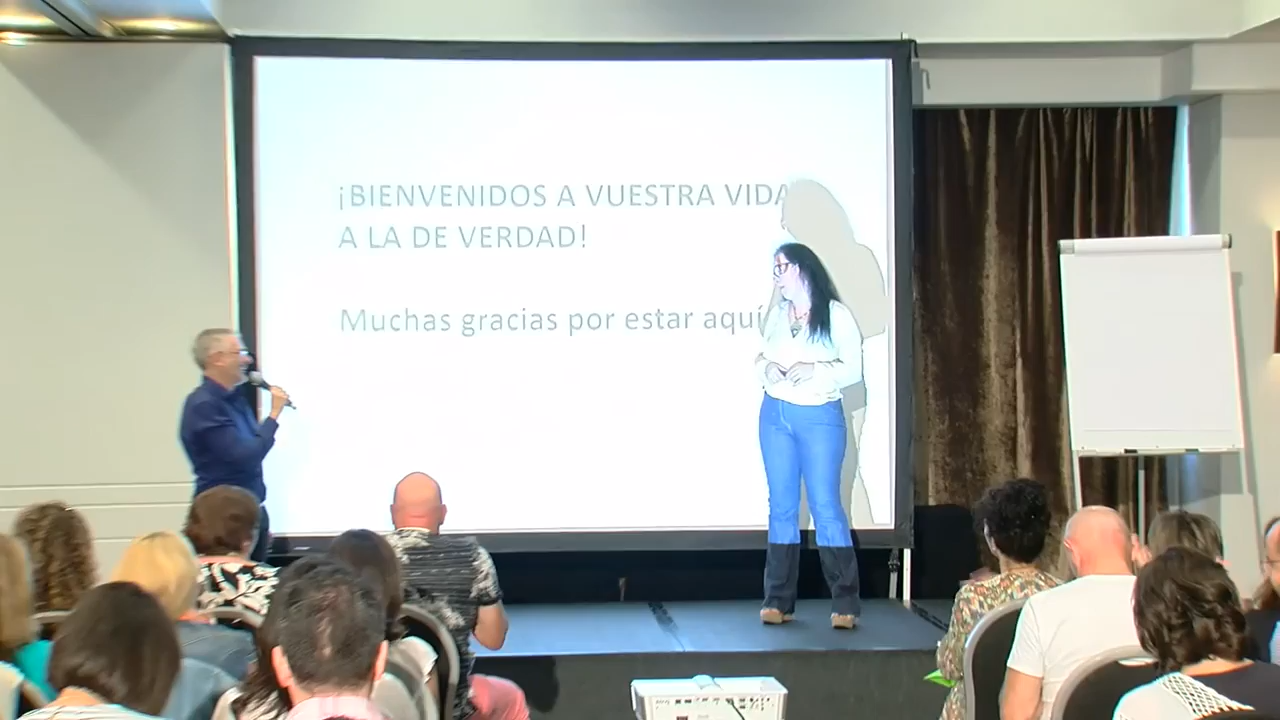 ¡BIENVENIDOS A VUESTRA VIDA
A LA DE VERDAD!
Muchas gracias por estar aquí